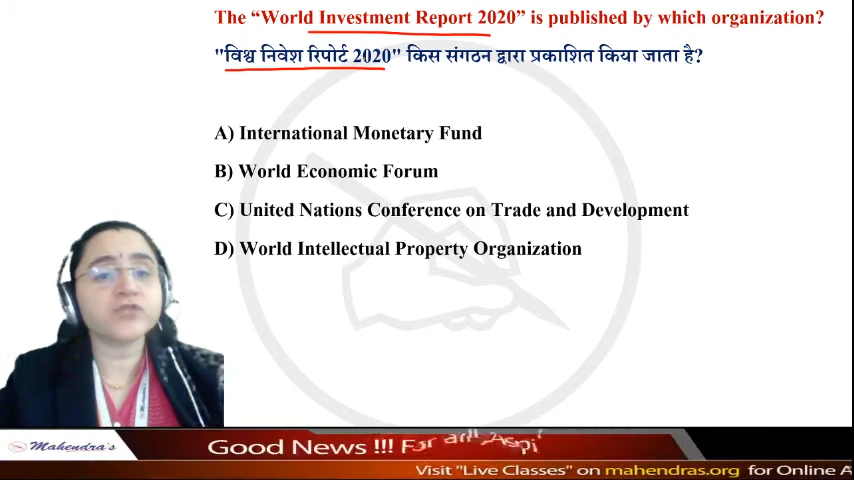 The “World Investment Report 2020” is published by which organization?
"विश्व निवेश रिपोर्ट 2020" किस संगठन द्वारा प्रकाशित किया जाता है?
A) International Monetary Fund
B) World Economic Forum
C) United Nations Conference on Trade and Development
D) World Intellectual Property Organization
Mahendra's
Good News !!! For all Aspi
Visit "Live Classes" on mahendras.org for Online A